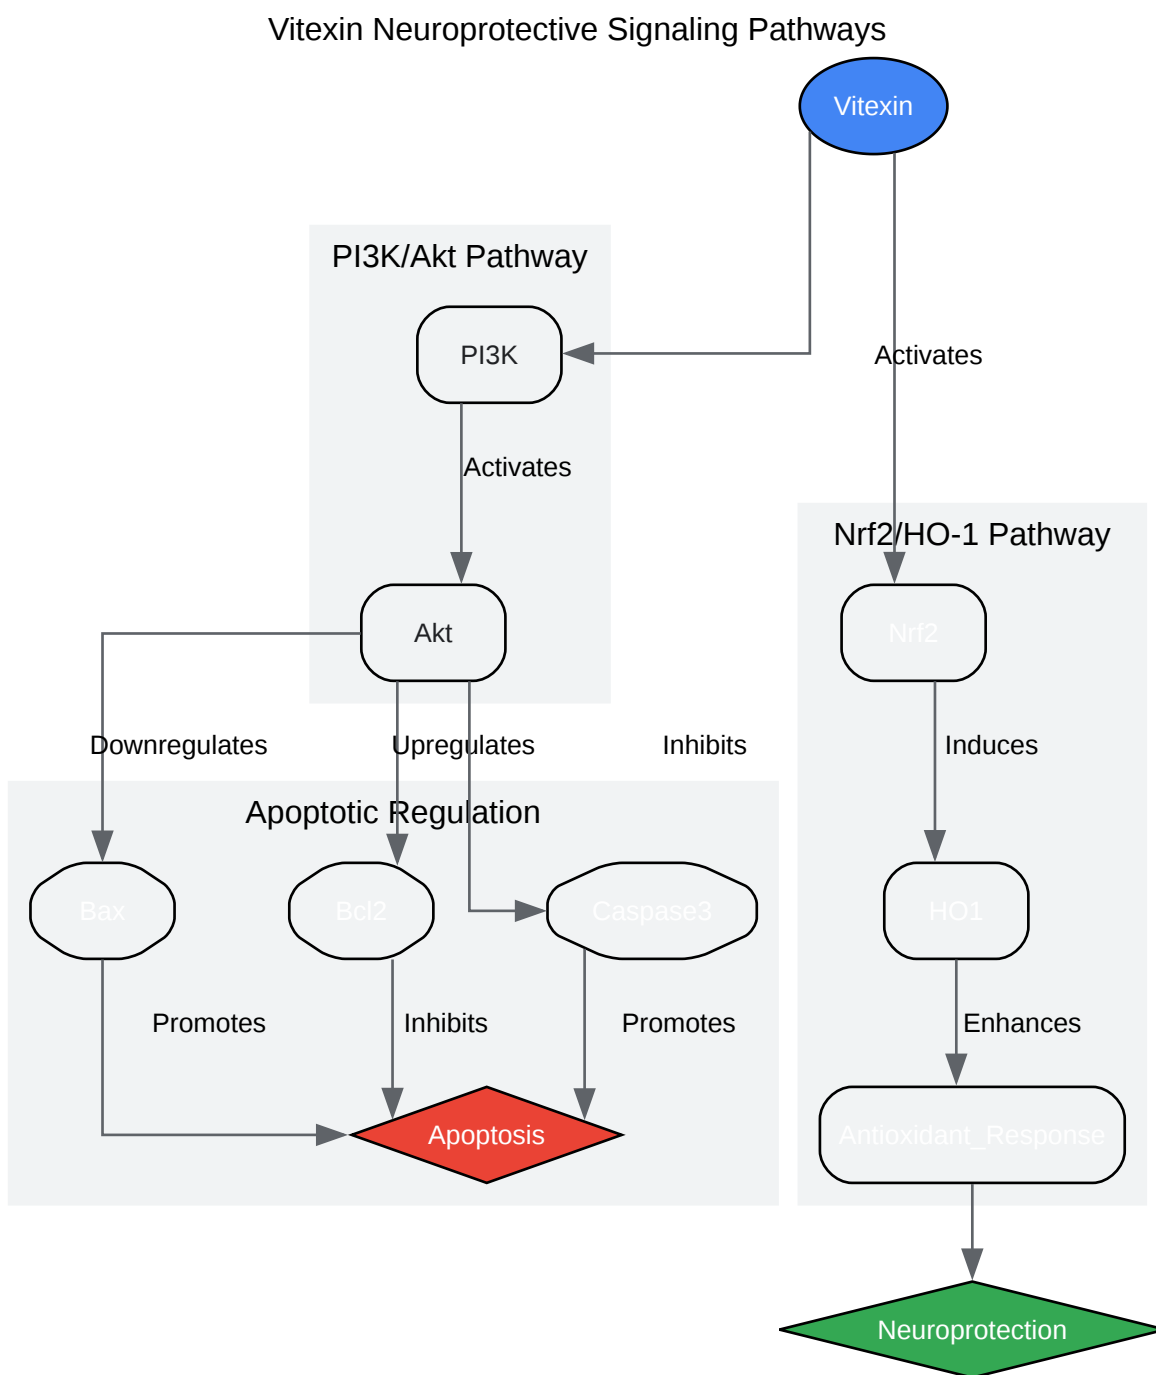 Vitexin Neuroprotective Signaling Pathways
Vitexin
PI3K/Akt Pathway
PI3K
Activates
Activates
Nrf2/HO-1 Pathway
Akt
Nrf2
Downregulates
Upregulates
Inhibits
Induces
Apoptotic Regulation
Bax
Bcl2
Caspase3
HO1
Promotes
Inhibits
Promotes
Enhances
Apoptosis
Antioxidant_Response
Neuroprotection